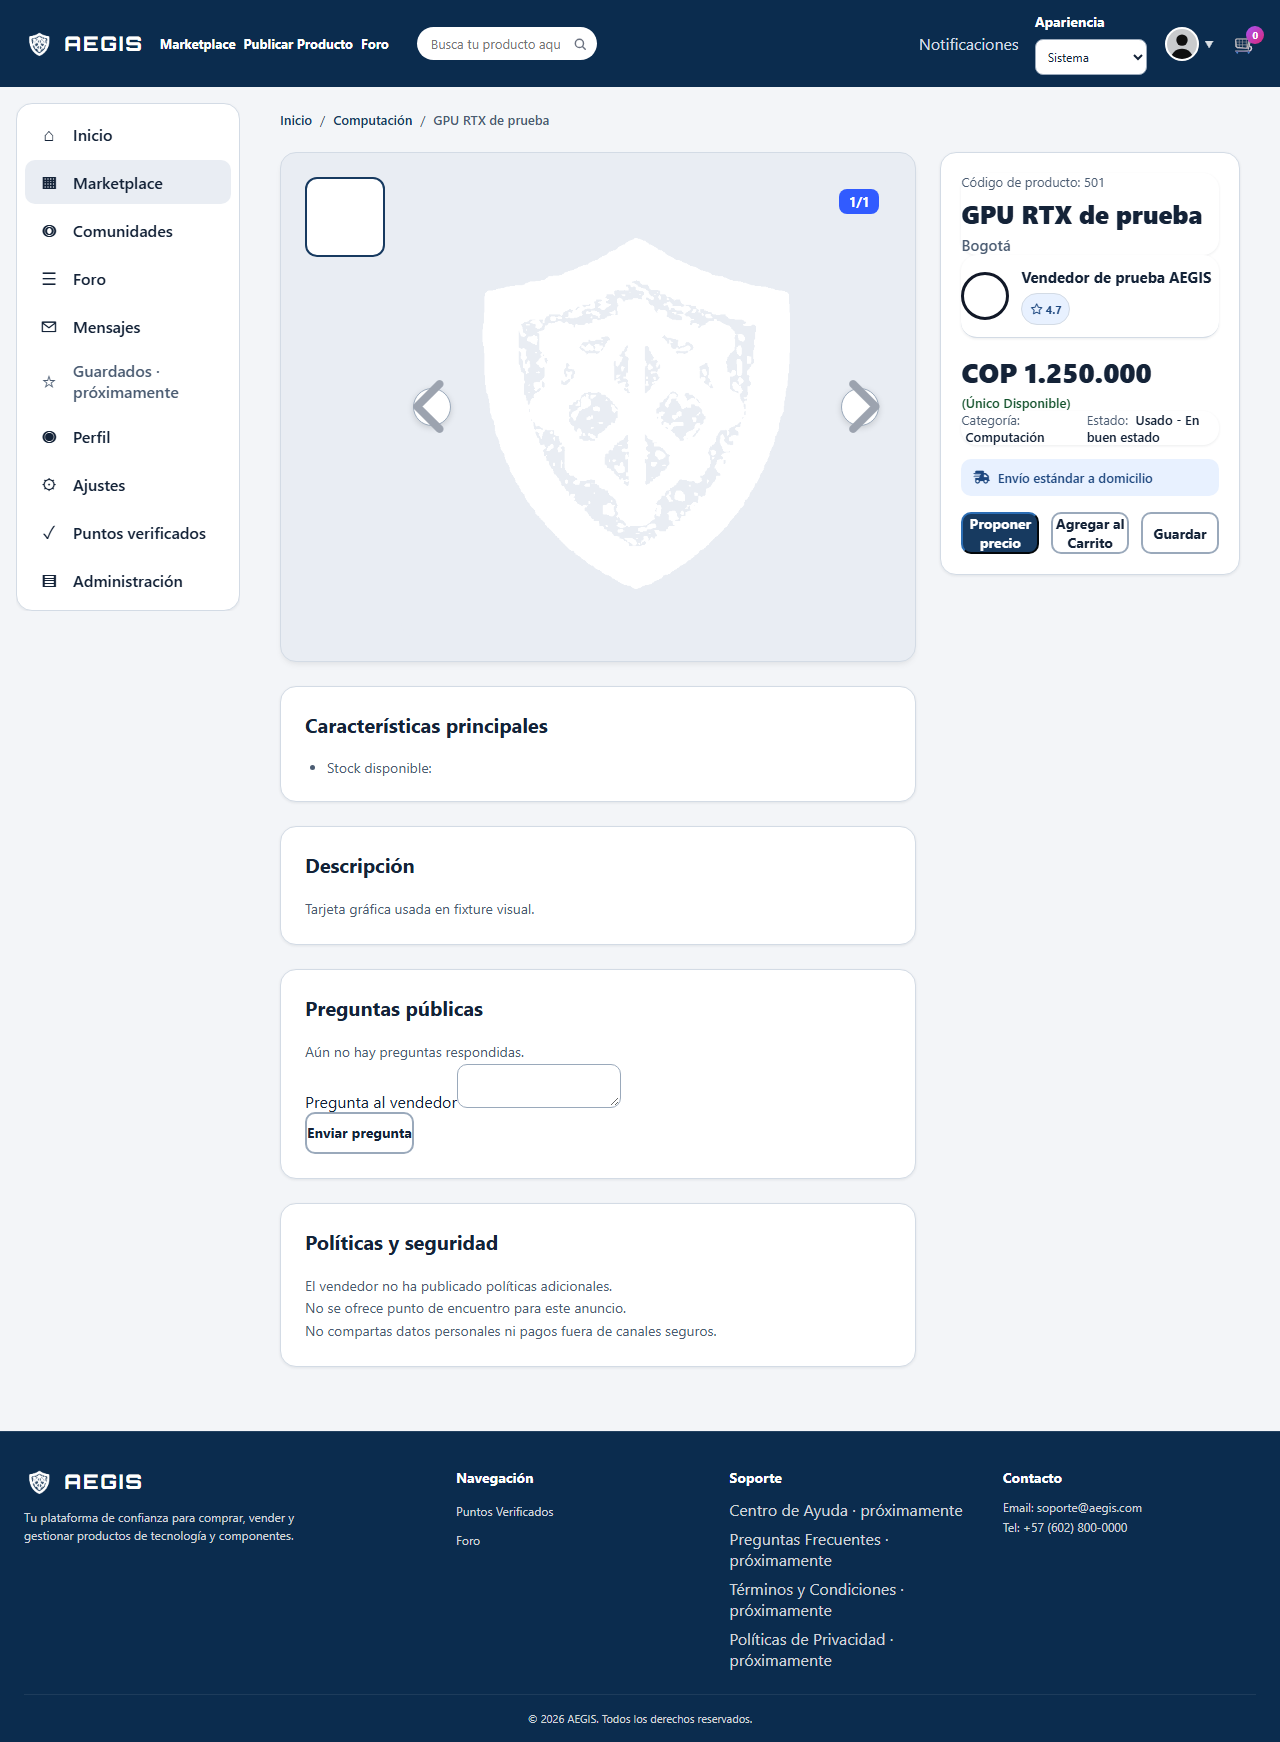 AEGIS
Marketplace Publicar Producto Foro
Busca tu producto aqu
Notificaciones
Apariencia
Sistema
0
Inicio
Marketplace
Comunidades
Foro
Mensajes
Guardados ·
próximamente
Perfil
Ajustes
Puntos verificados
Administración
Inicio / Computación / GPU RTX de prueba
1/1
Código de producto: 501
GPU RTX de prueba
Bogotá
Vendedor de prueba AEGIS
4.7
COP 1.250.000
(Único Disponible)
Categoría:
Computación
Estado: Usado - En
buen estado
Envío estándar a domicilio
Proponer
precio
Agregar al
Carrito
Guardar
Características principales
Stock disponible:
Descripción
Tarjeta gráfica usada en fixture visual.
Preguntas públicas
Aún no hay preguntas respondidas.
Pregunta al vendedor
Enviar pregunta
Políticas y seguridad
El vendedor no ha publicado políticas adicionales.
No se ofrece punto de encuentro para este anuncio.
No compartas datos personales ni pagos fuera de canales seguros.
AEGIS
Tu plataforma de confianza para comprar, vender y
gestionar productos de tecnología y componentes.
Navegación
Puntos Verificados
Foro
Soporte
Centro de Ayuda · próximamente
Preguntas Frecuentes ·
próximamente
Términos y Condiciones ·
próximamente
Políticas de Privacidad ·
próximamente
Contacto
Email: soporte@aegis.com
Tel: +57 (602) 800-0000
© 2026 AEGIS. Todos los derechos reservados.